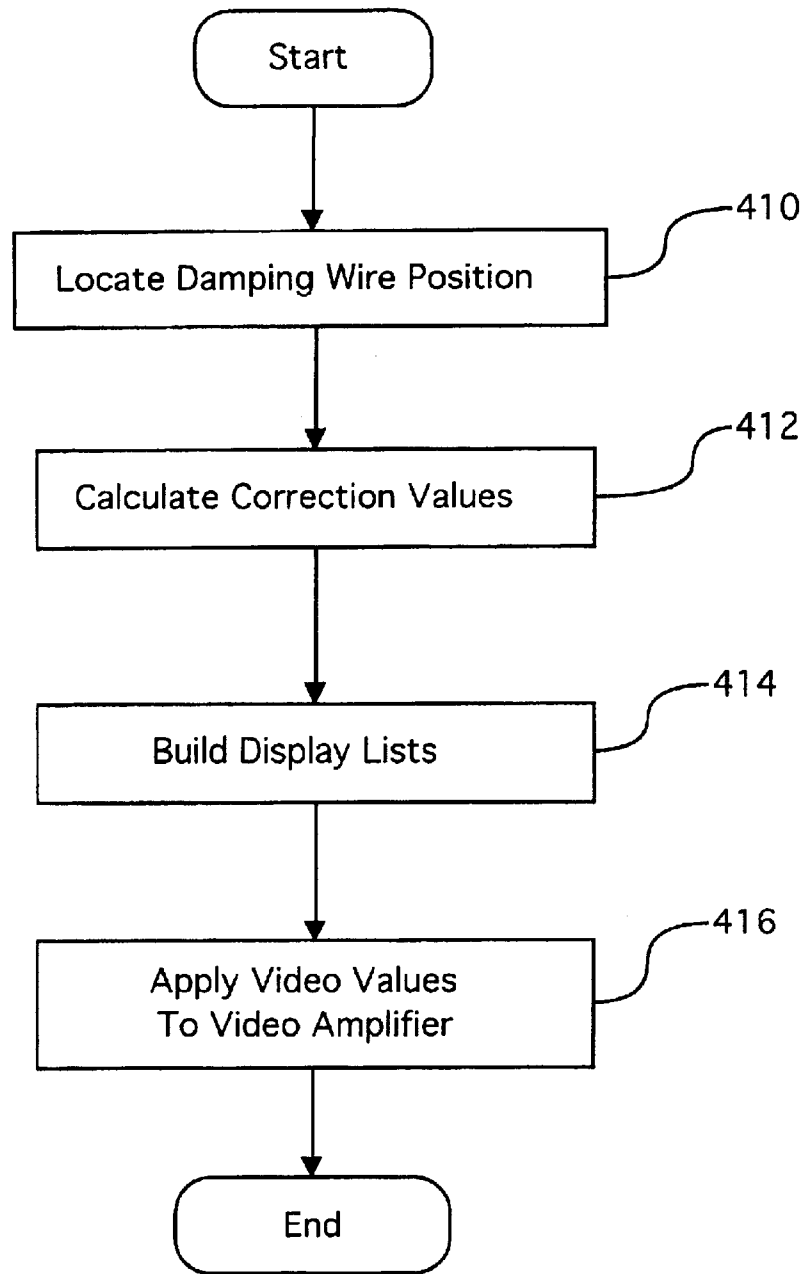 Start
410
Locate Damping Wire Position
412
Calculate Correction Values
414
Build Display Lists
416
Apply Video Values
To Video Amplifier
End